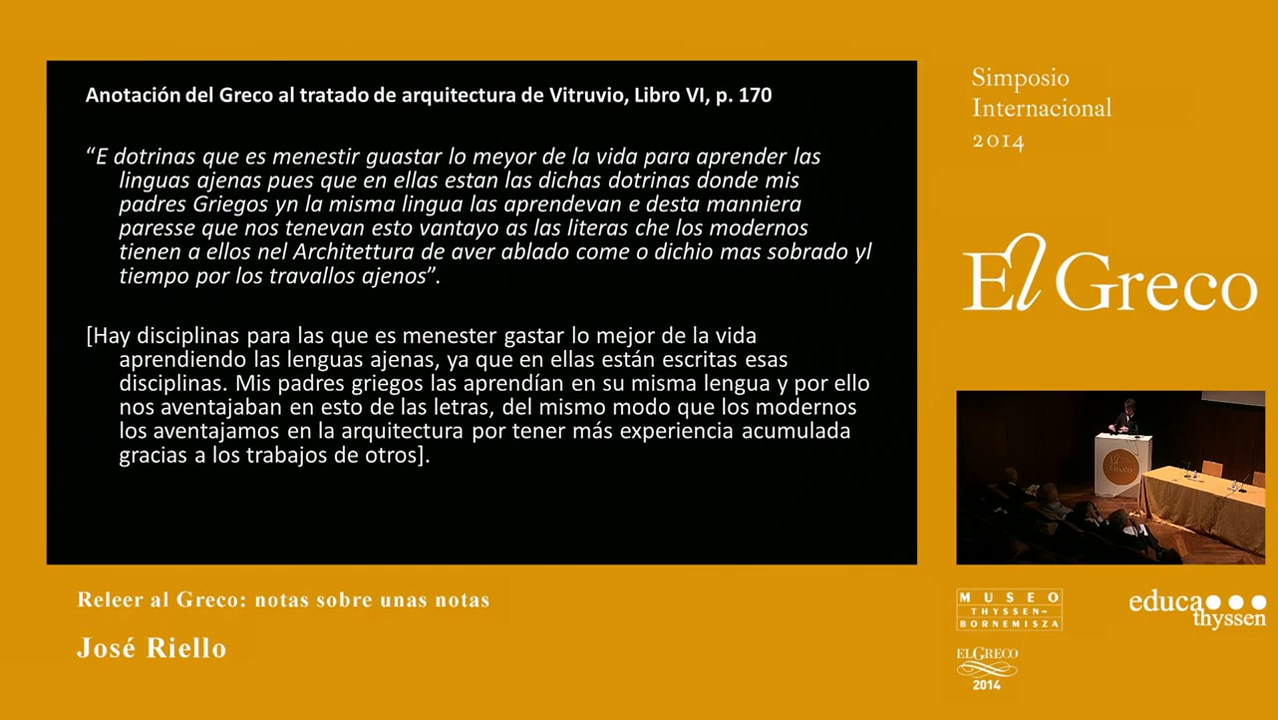 Anotación del Greco al tratado de arquitectura de Vitruvio, Libro VI, p. 170
“E dotrinas que es menestir guastar lo meyor de la vida para aprender las
linguas ajenas pues que en ellas estan las dichas dotrinas donde mis
padres Griegos yn la misma lingua las aprendevan e desta manniera
paresse que nos tenevan esto vantayo as las literas che los modernos
tienen a ellos nel Architettura de aver ablado come o dichio mas sobrado yl
tiempo por los travallos ajenos”.
[Hay disciplinas para las que es menester gastar lo mejor de la vida
aprendiendo las lenguas ajenas, ya que en ellas están escritas esas
disciplinas. Mis padres griegos las aprendían en su misma lengua y por ello
nos aventajaban en esto de las letras, del mismo modo que los modernos
los aventajamos en la arquitectura por tener más experiencia acumulada
gracias a los trabajos de otros].
Simposio
Internacional
2014
El Greco
El
Greco
Releer al Greco: notas sobre unas notas
José Riello
MUSEO
THYSSEN-
BORNEMISZA
educa
thyssen
EL GRECO
2014